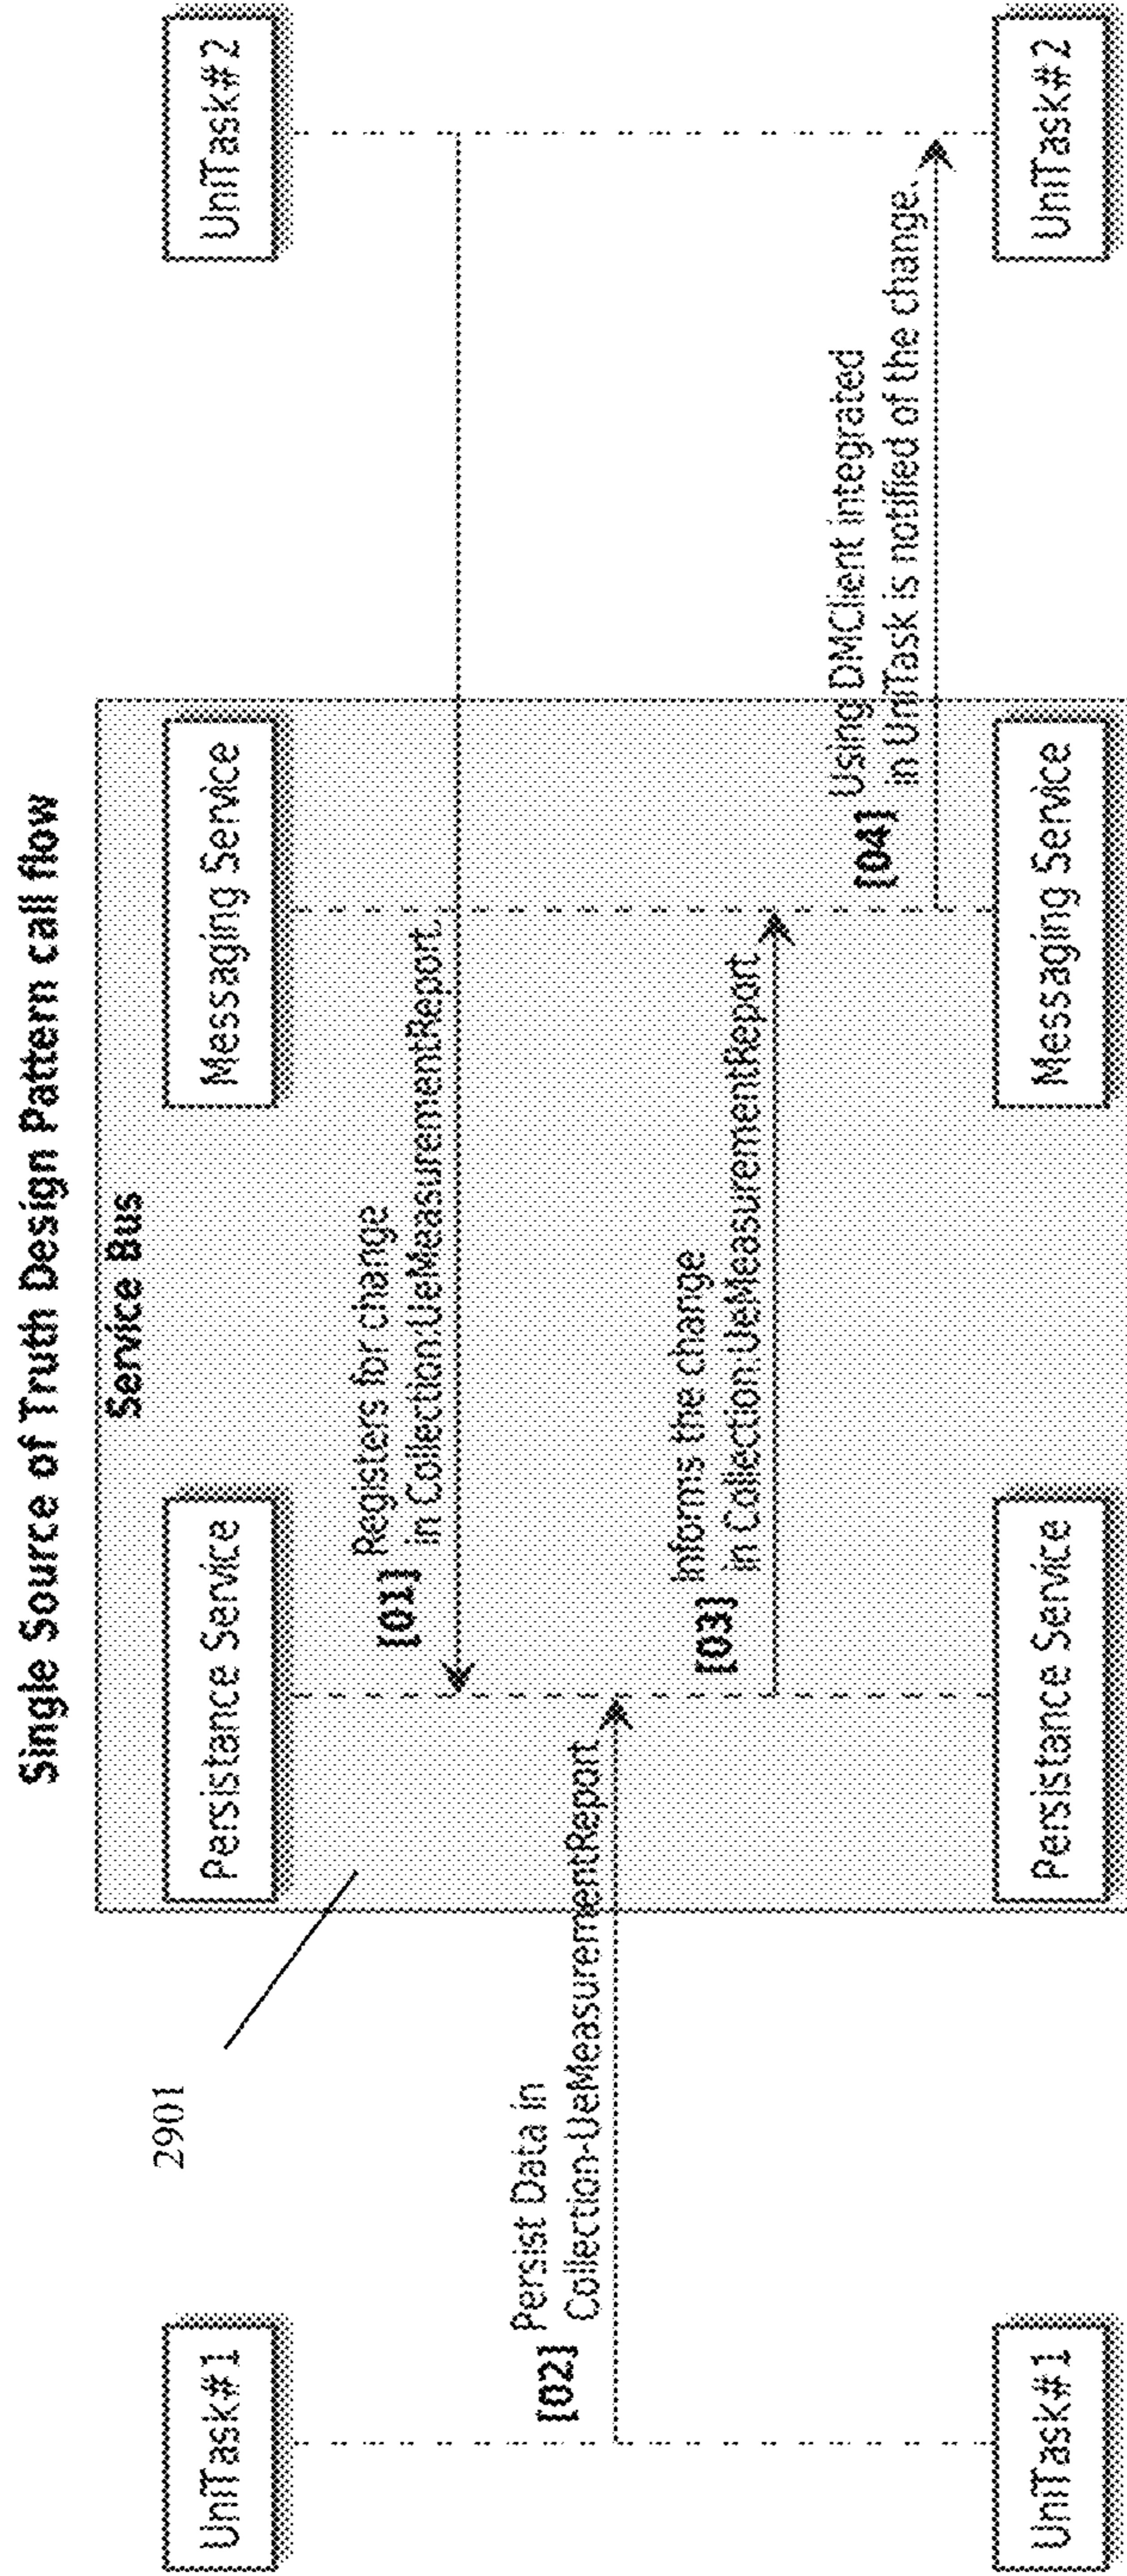 Single Source of Truth Design Pattern call flow
Service Bus
2901
UniTask#1
Persistance Service
Messaging Service
UniTask#2
[01] Registers for change
in Collection:UeMeasurementReport.
[02] Persist Data in
Collection-UeMeasurementReport.
[03] Informs the change
in Collection:UeMeasurementReport.
[04] Using DMClient integrated
in UniTask is notified of the change.
UniTask#1
Persistance Service
Messaging Service
UniTask#2